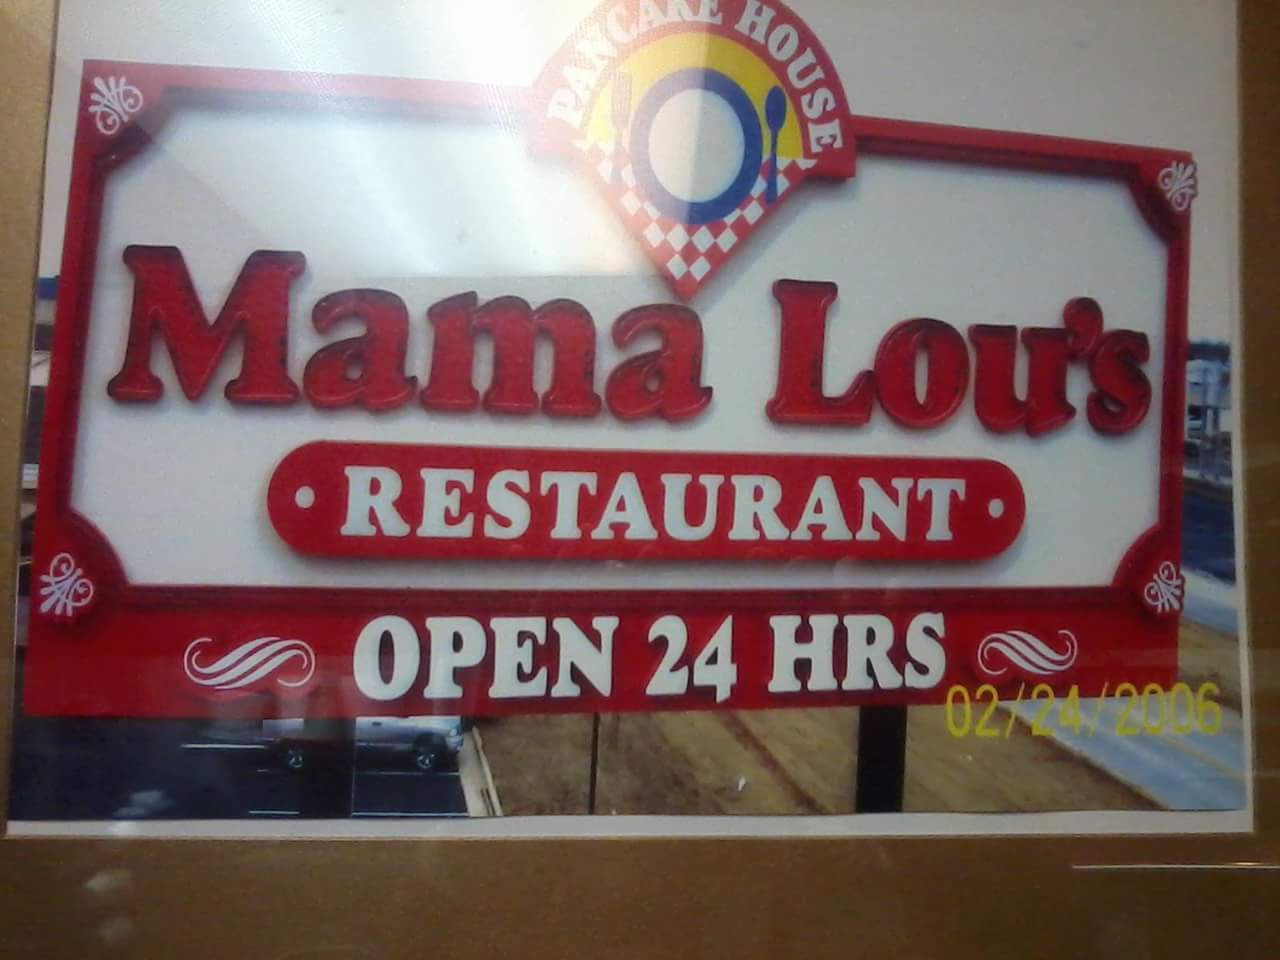 PANCAKE HOUSE
Mama Lou's
• RESTAURANT •
OPEN 24 HRS
02/24/2006